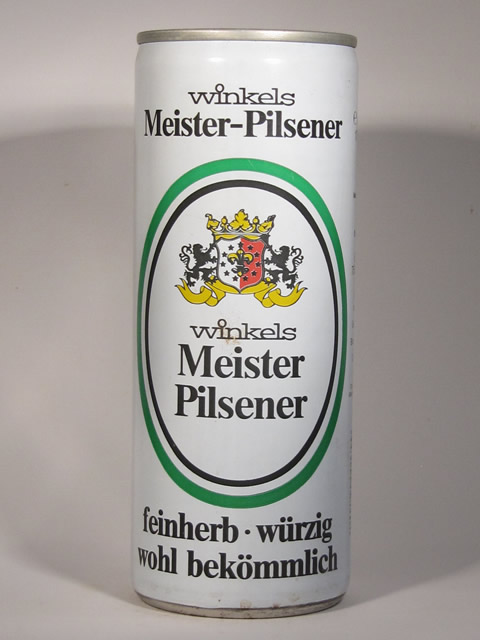 winkels
Meister-Pilsener
winkels
Meister
Pilsener
feinherb · würzig
wohl bekömmlich